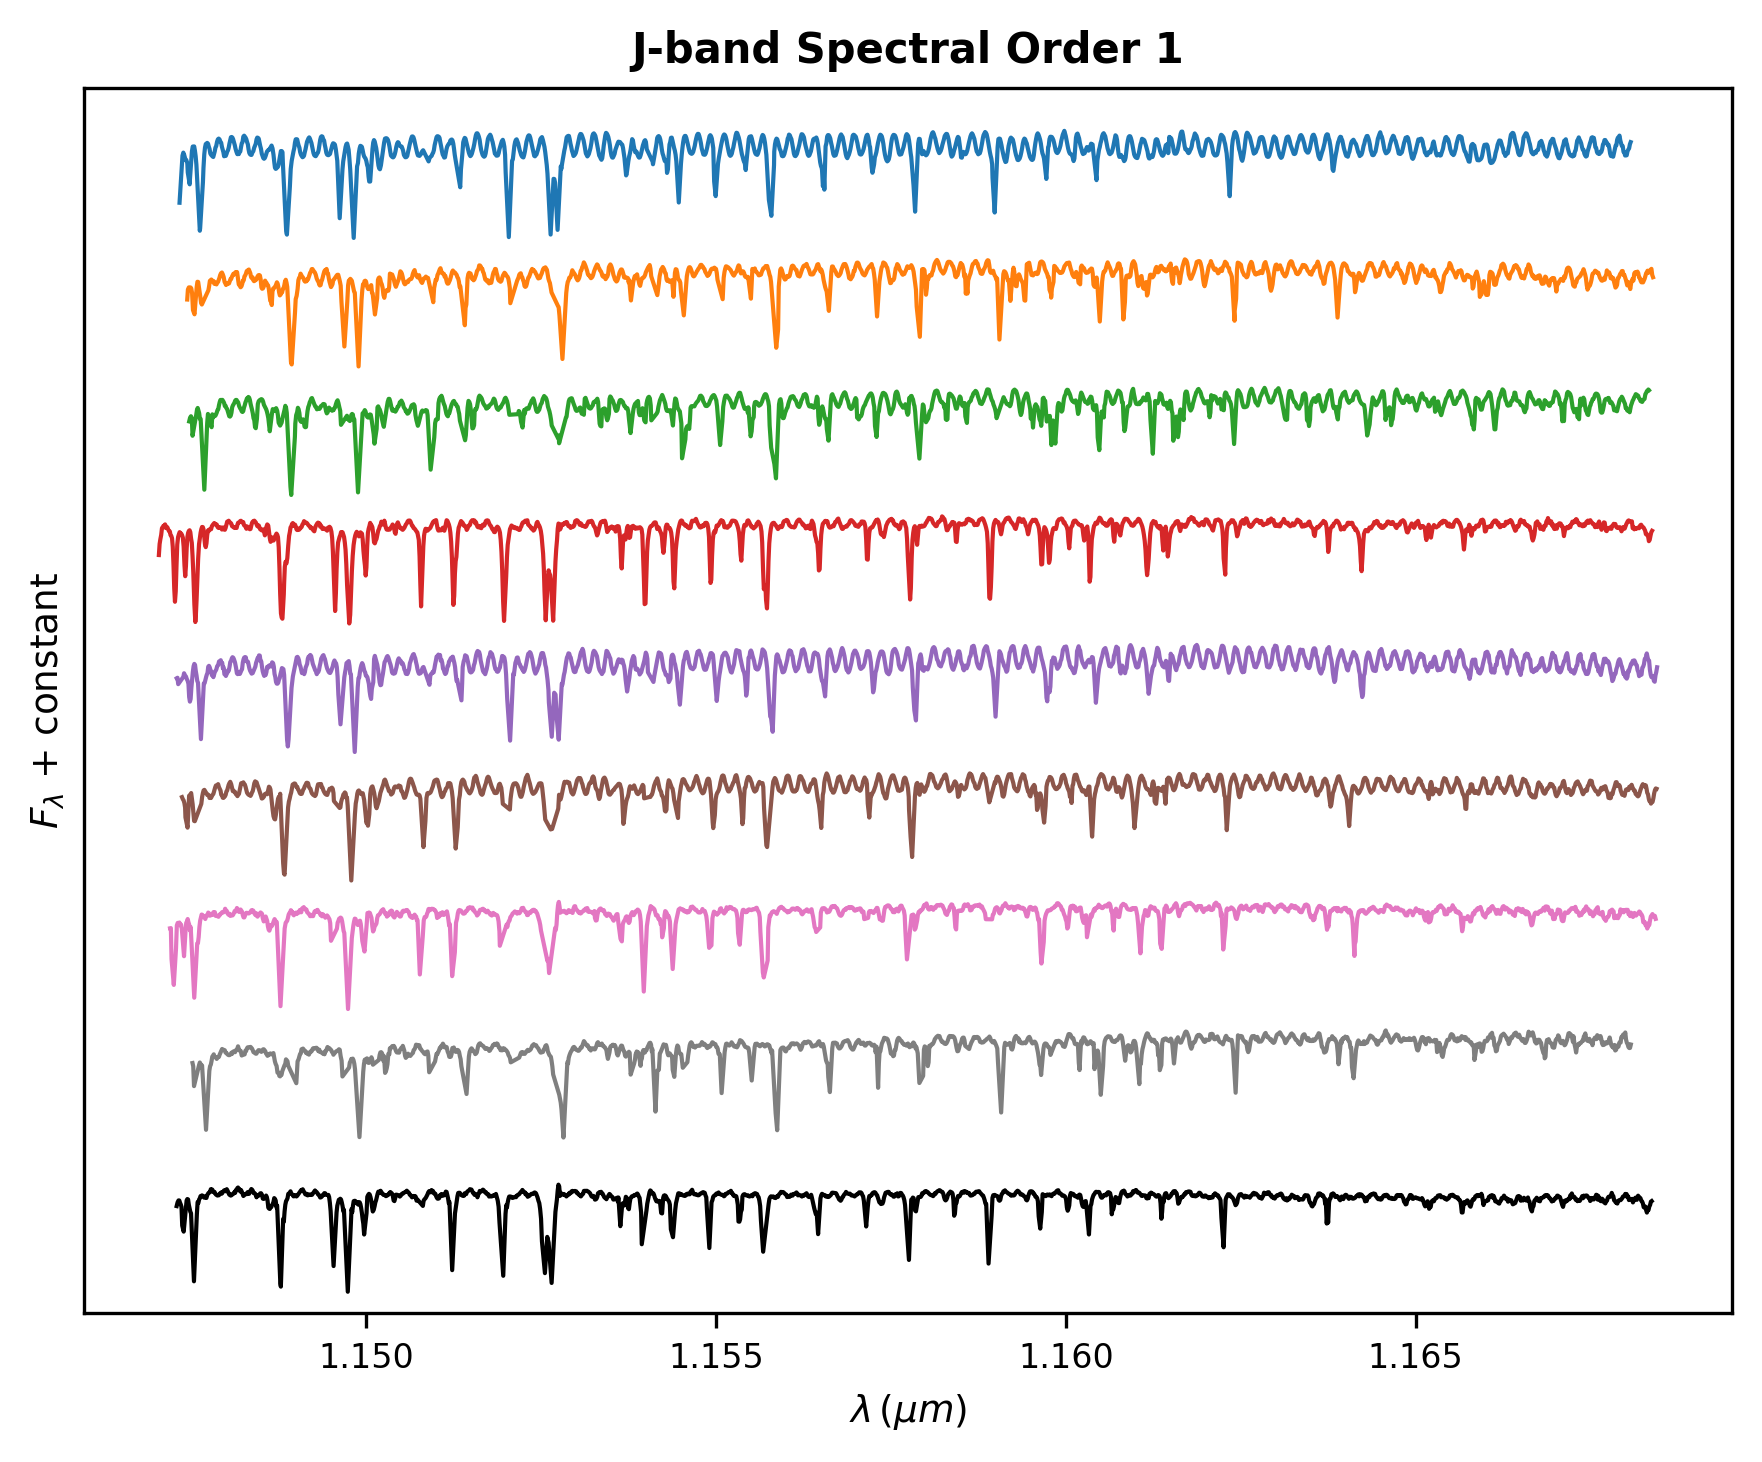 J-band Spectral Order 1
F_λ + constant
1.150 1.155 1.160 1.165
λ (μm)